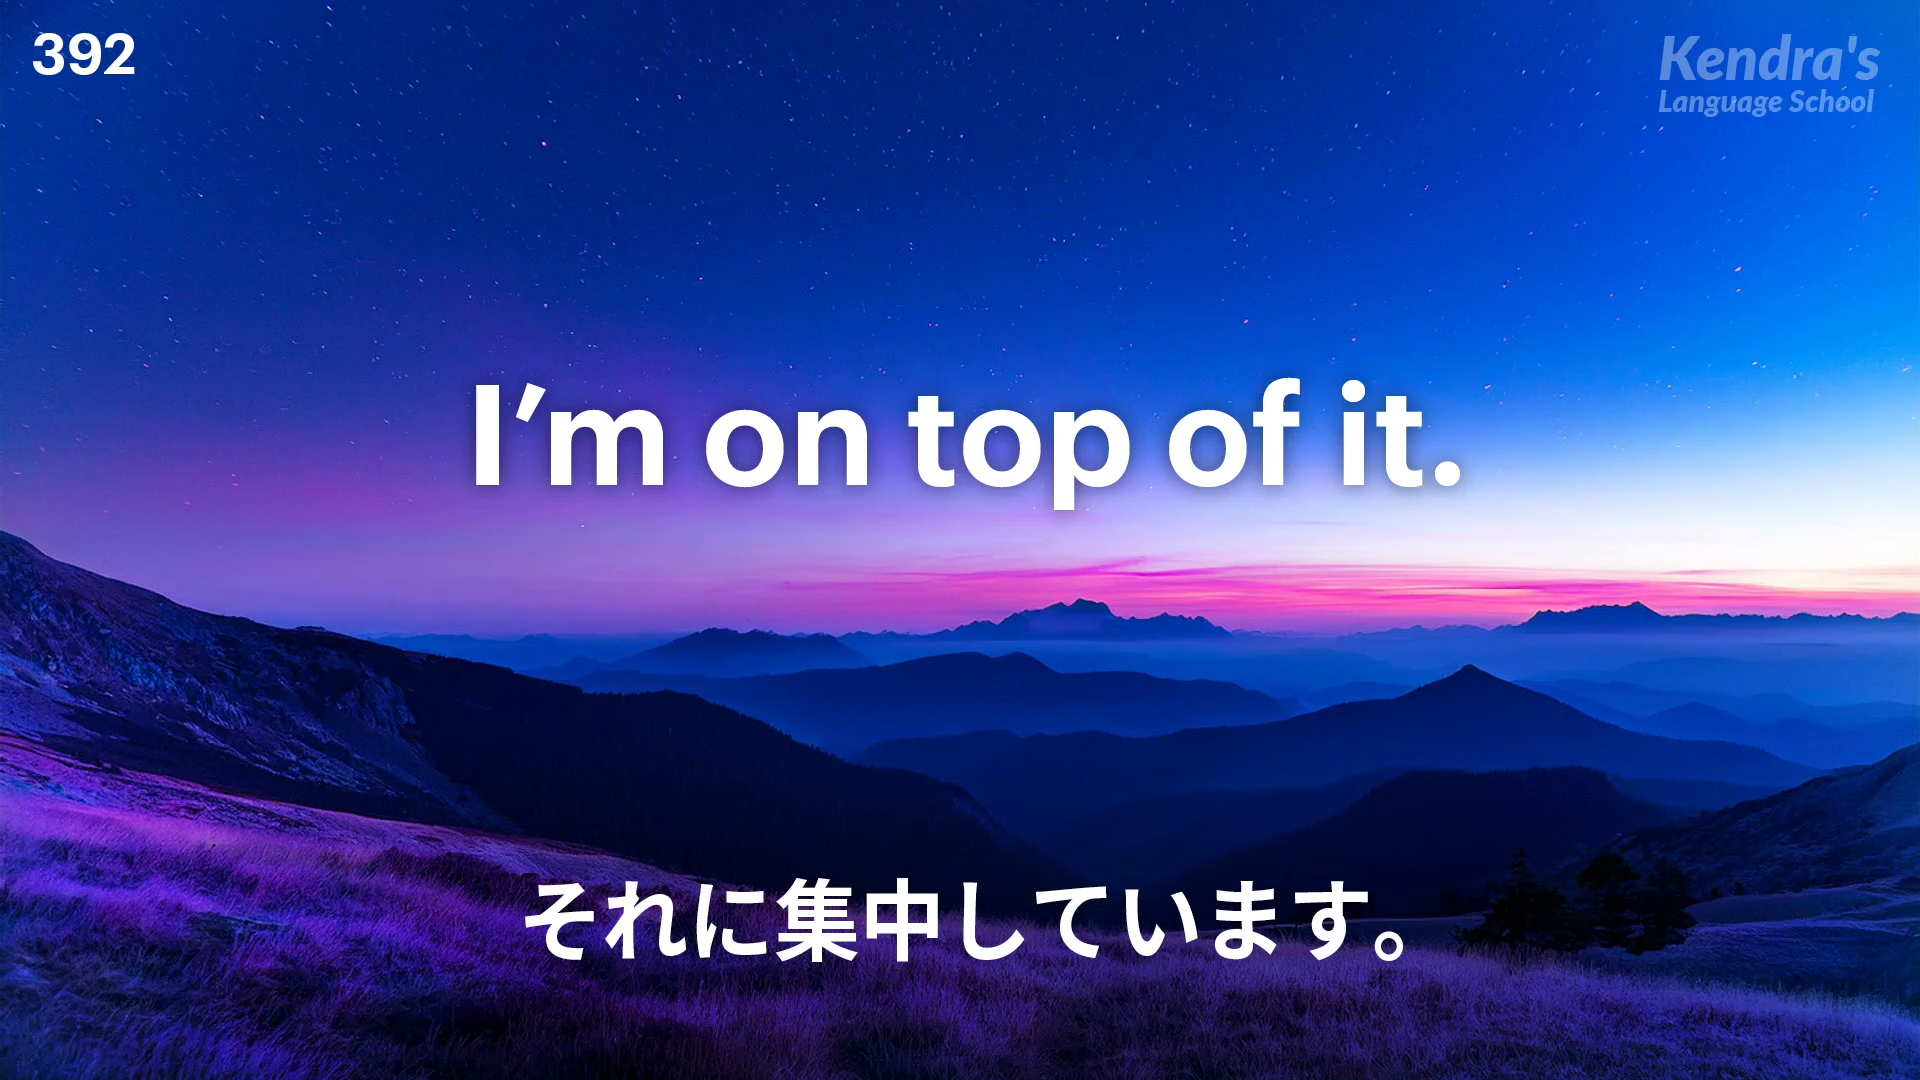 392
Kendra's
Language School
I’m on top of it.
それに集中しています。